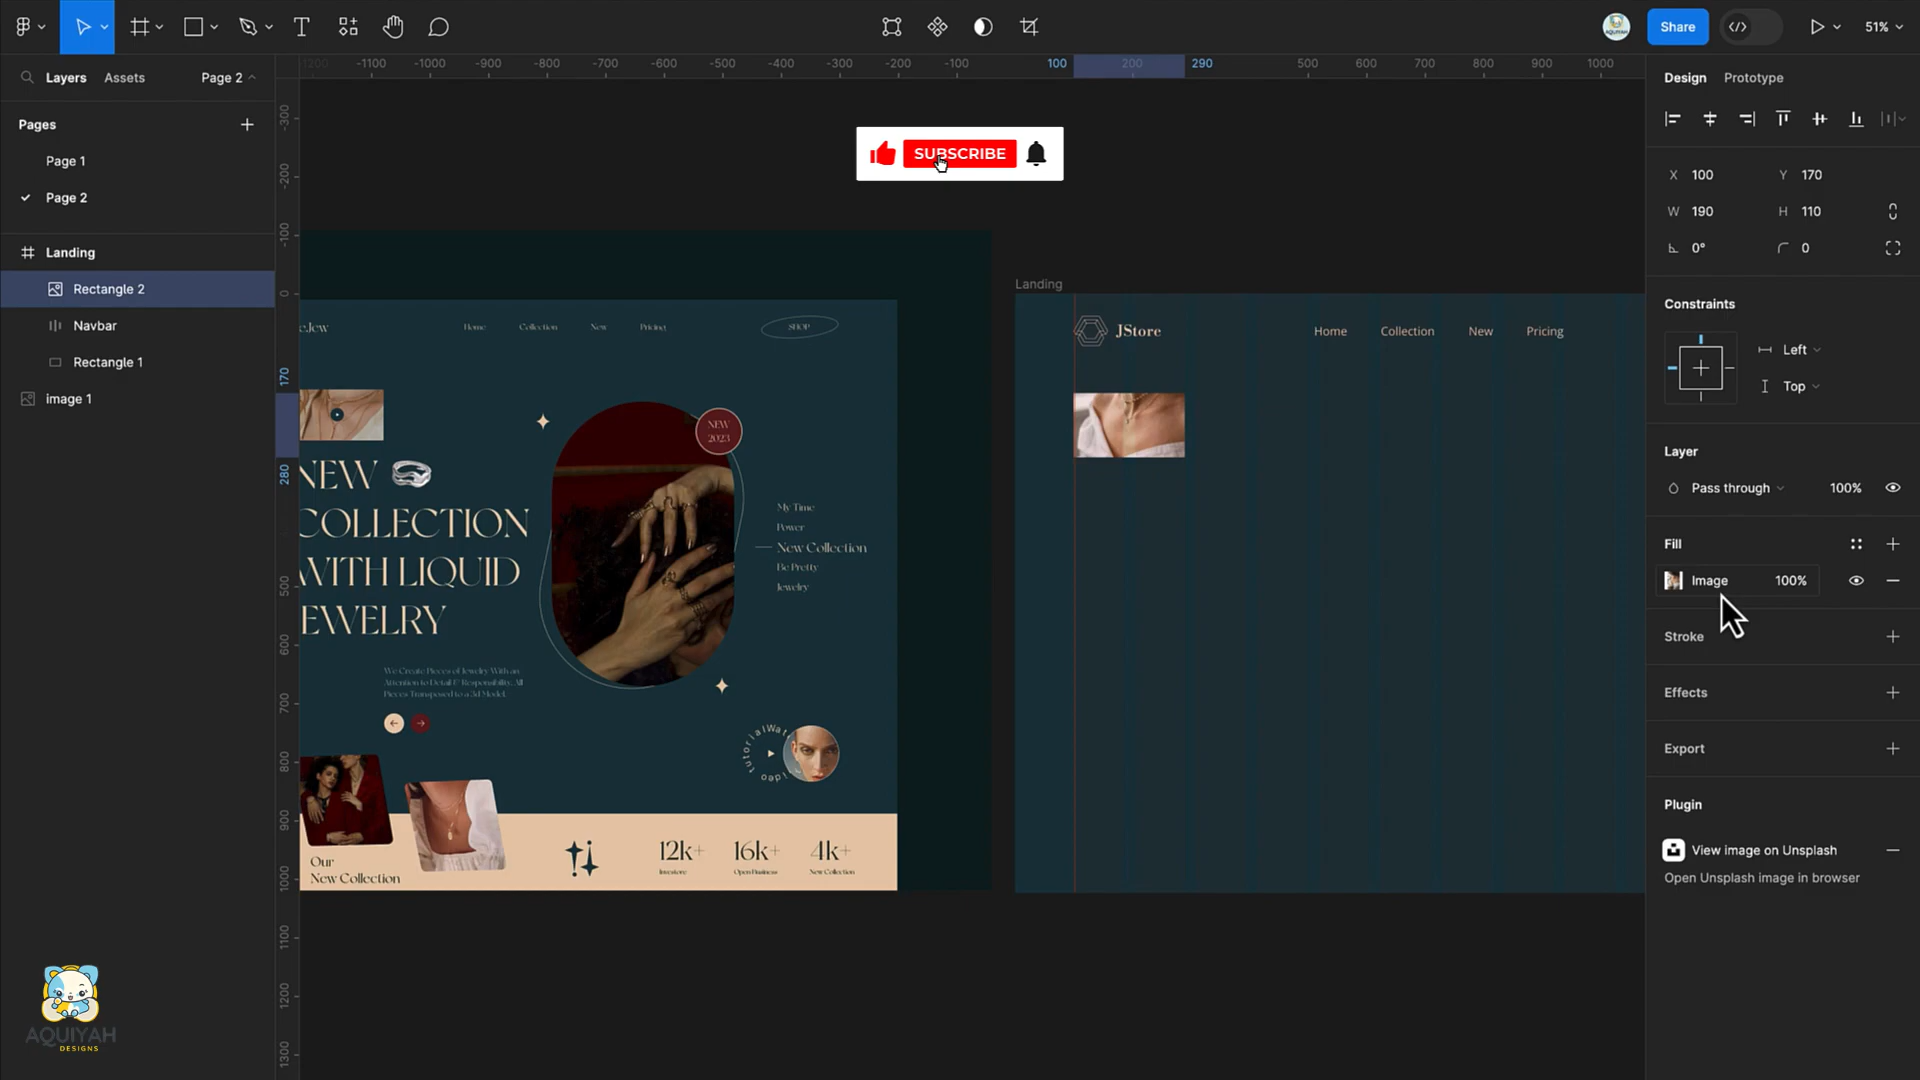 Share
51%
Layers
Assets
Page 2
Pages
Page 1
Page 2
Landing
Rectangle 2
Navbar
Rectangle 1
image 1
1200
-1100
-1000
-900
-800
-700
-600
-500
-400
-300
-200
-100
100
200
290
500
600
700
800
900
1000
-300
-200
-100
0
170
280
500
600
700
800
900
1000
1100
1200
1300
SUBSCRIBE
e.Jew
Home
Collection
New
Pricing
SHOP
NEW
2023
NEW
COLLECTION
WITH LIQUID
JEWELRY
My Time
Power
New Collection
Be Pretty
Jewelry
We Create Pieces of Jewelry With an
Attention to Detail & Responsibility. All
Pieces Transposed to a 3d Model.
Our
New Collection
12k+
16k+
4k+
Investore
Open Business
New Collection
Landing
JStore
Home
Collection
New
Pricing
Design
Prototype
X 100
Y 170
W 190
H 110
0°
0
Constraints
Left
Top
Layer
Pass through
100%
Fill
Image
100%
Stroke
Effects
Export
Plugin
View image on Unsplash
Open Unsplash image in browser
AQUIYAH
DESIGNS